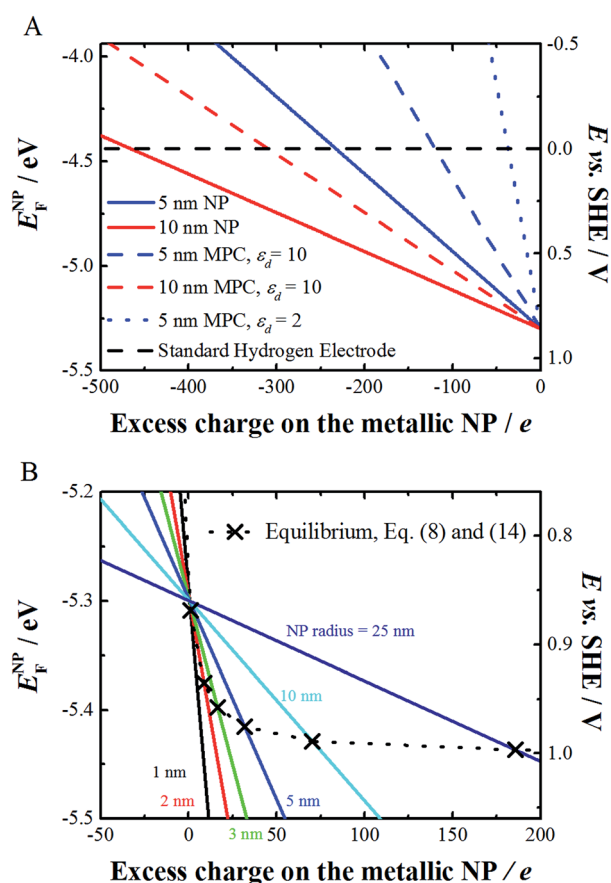 A
E_F^NP / eV
-4.0
-4.5
-5.0
-5.5
-0.5
0.0
0.5
1.0
E vs. SHE / V
5 nm NP
10 nm NP
5 nm MPC, ε_d = 10
10 nm MPC, ε_d = 10
5 nm MPC, ε_d = 2
Standard Hydrogen Electrode
-500 -400 -300 -200 -100 0
Excess charge on the metallic NP / e
B
E_F^NP / eV
-5.2
-5.3
-5.4
-5.5
0.8
0.9
1.0
E vs. SHE / V
Equilibrium, Eq. (8) and (14)
NP radius = 25 nm
10 nm
1 nm
2 nm
5 nm
3 nm
-50 0 50 100 150 200
Excess charge on the metallic NP / e